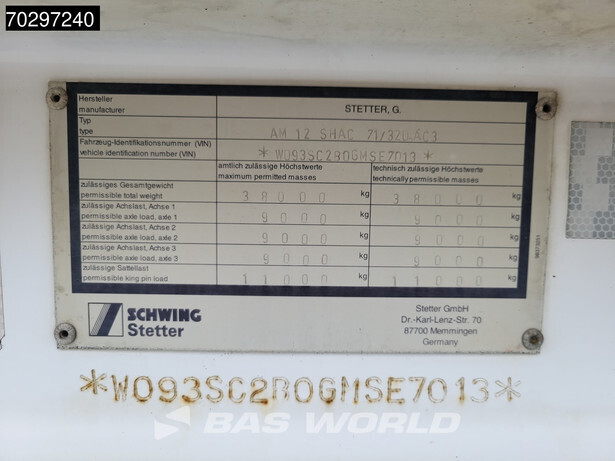 70297240
Hersteller
manufacturer STETTER, G.
Typ
type AM 12 SHAC 71/320 AC3
Fahrzeug-Identifikationsnummer (VIN)
vehicle identification number (VIN) *W093SC2B0GMSE7013*
amtlich zulässige Höchstwerte technisch zulässige Höchstwerte
maximum permitted masses technically permissible masses
zulässiges Gesamtgewicht
permissible total weight 38000 kg 38000 kg
zulässige Achslast, Achse 1
permissible axle load, axle 1 9000 kg 9000 kg
zulässige Achslast, Achse 2
permissible axle load, axle 2 9000 kg 9000 kg
zulässige Achslast, Achse 3
permissible axle load, axle 3 9000 kg 9000 kg
zulässige Sattellast
permissible king pin load 11000 kg 11000 kg
SCHWING
Stetter
Stetter GmbH
Dr.-Karl-Lenz-Str. 70
87700 Memmingen
Germany
*W093SC2B0GMSE7013*
BAS WORLD